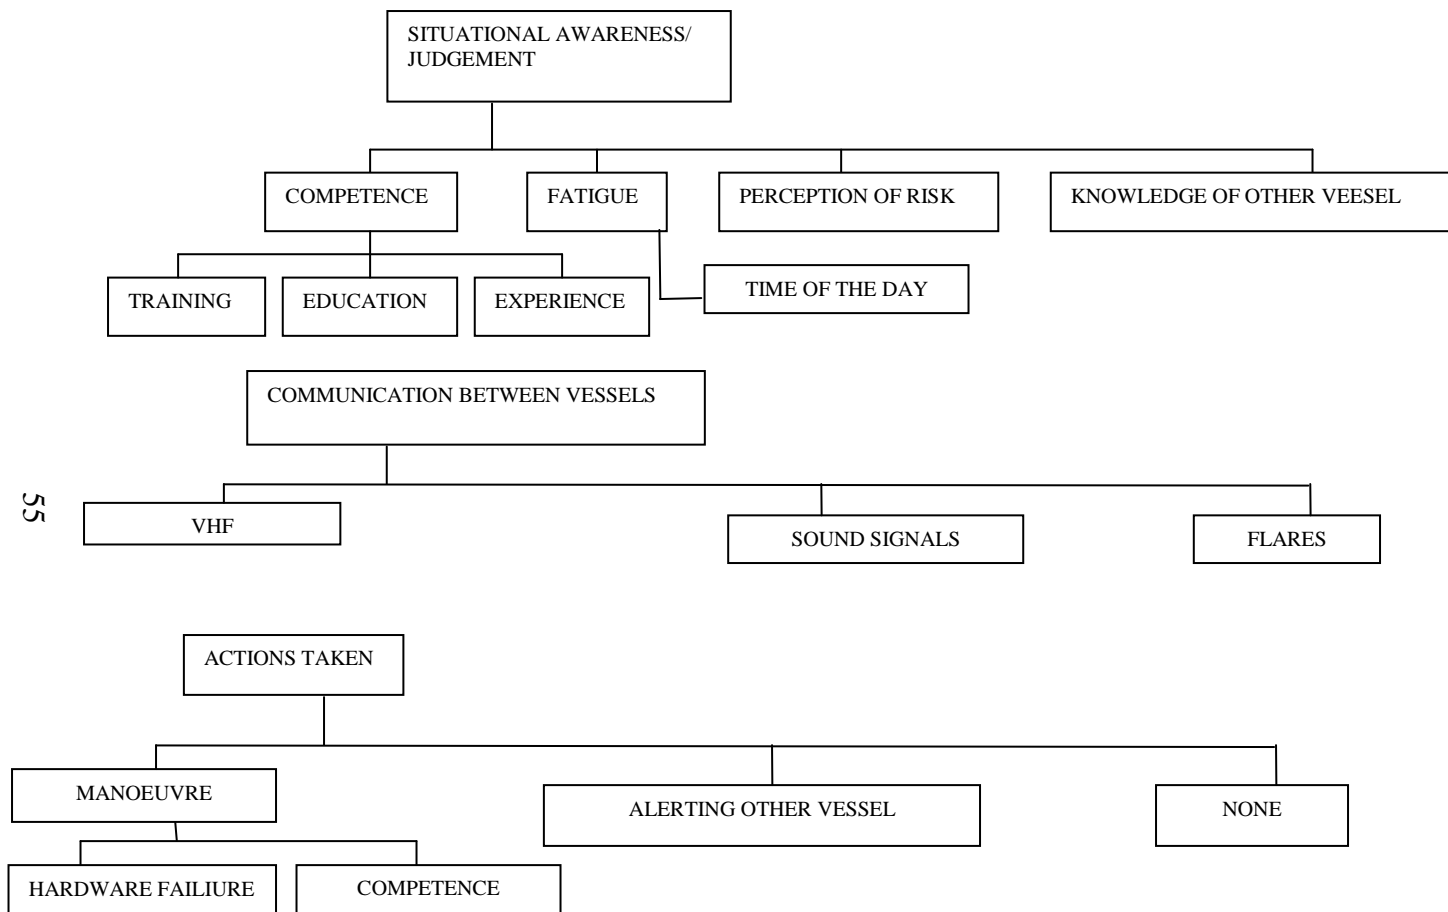 SITUATIONAL AWARENESS/
JUDGEMENT
COMPETENCE
FATIGUE
PERCEPTION OF RISK
KNOWLEDGE OF OTHER VEESEL
TRAINING
EDUCATION
EXPERIENCE
TIME OF THE DAY
COMMUNICATION BETWEEN VESSELS
VHF
SOUND SIGNALS
FLARES
55
ACTIONS TAKEN
MANOEUVRE
ALERTING OTHER VESSEL
NONE
HARDWARE FAILIURE
COMPETENCE